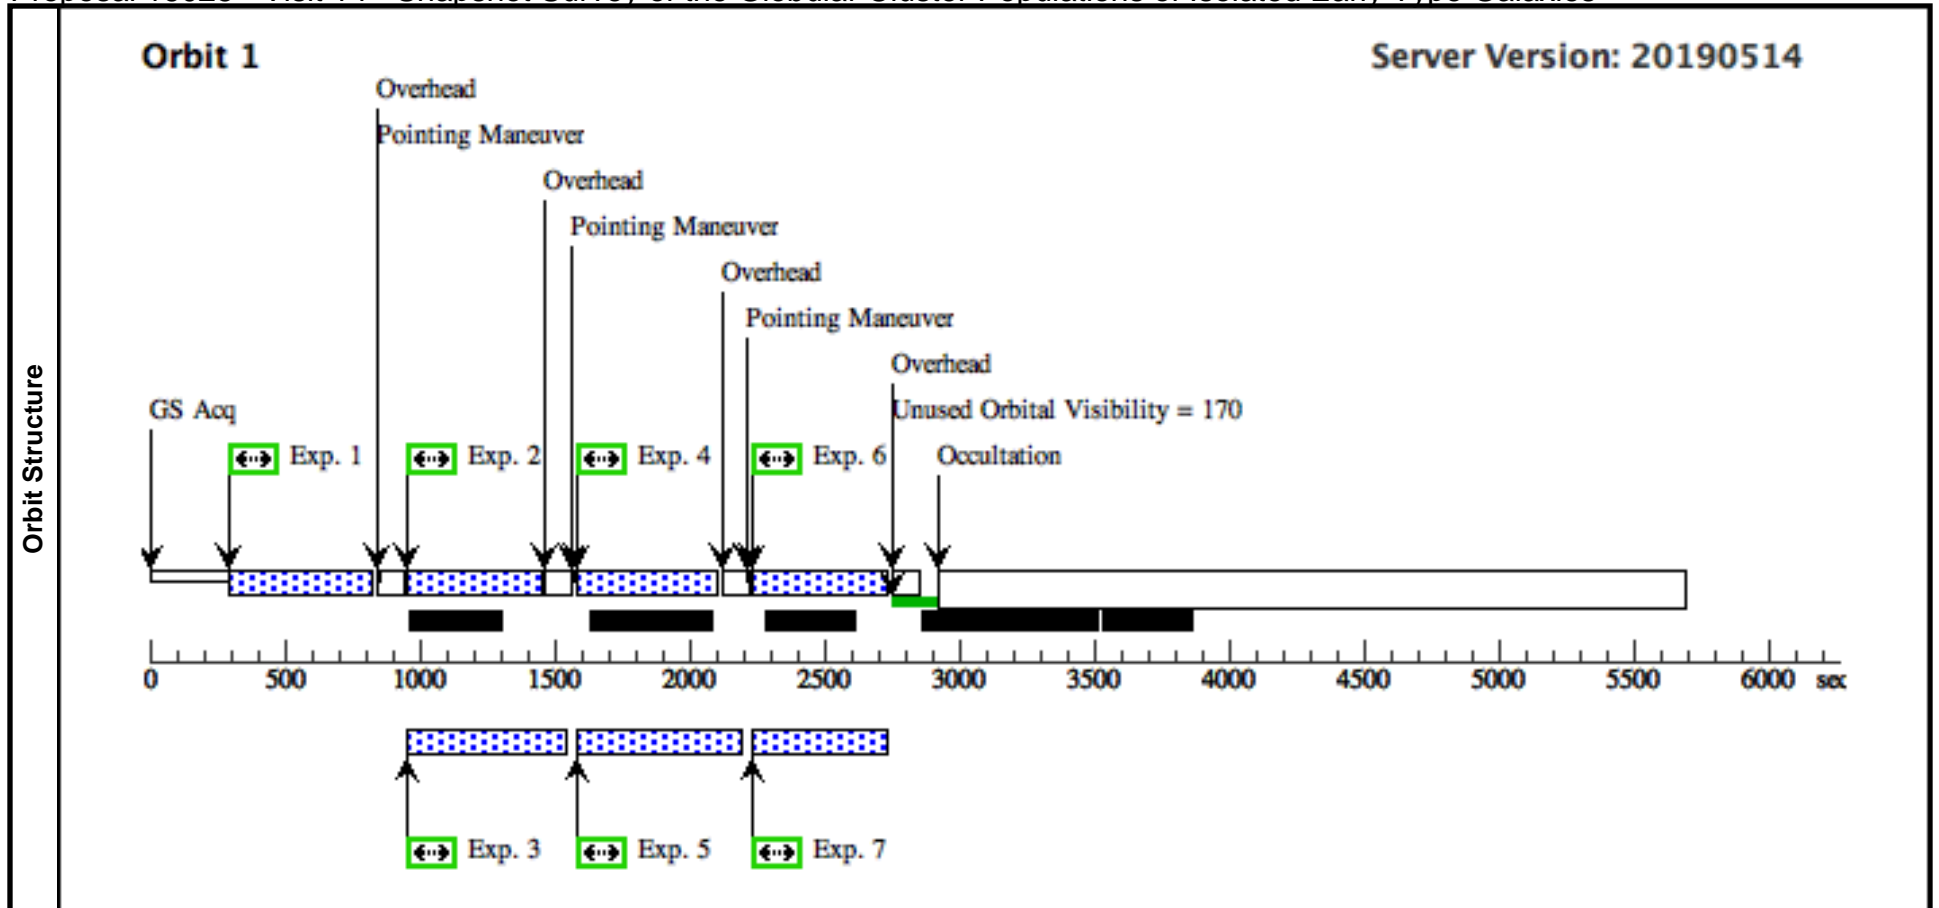 Orbit 1
Server Version: 20190514
Overhead
Pointing Maneuver
Overhead
Pointing Maneuver
Overhead
Pointing Maneuver
Overhead
GS Acq
Unused Orbital Visibility = 170
Exp. 1
Exp. 2
Exp. 4
Exp. 6
Occultation
Orbit Structure
0 500 1000 1500 2000 2500 3000 3500 4000 4500 5000 5500 6000 sec
Exp. 3
Exp. 5
Exp. 7